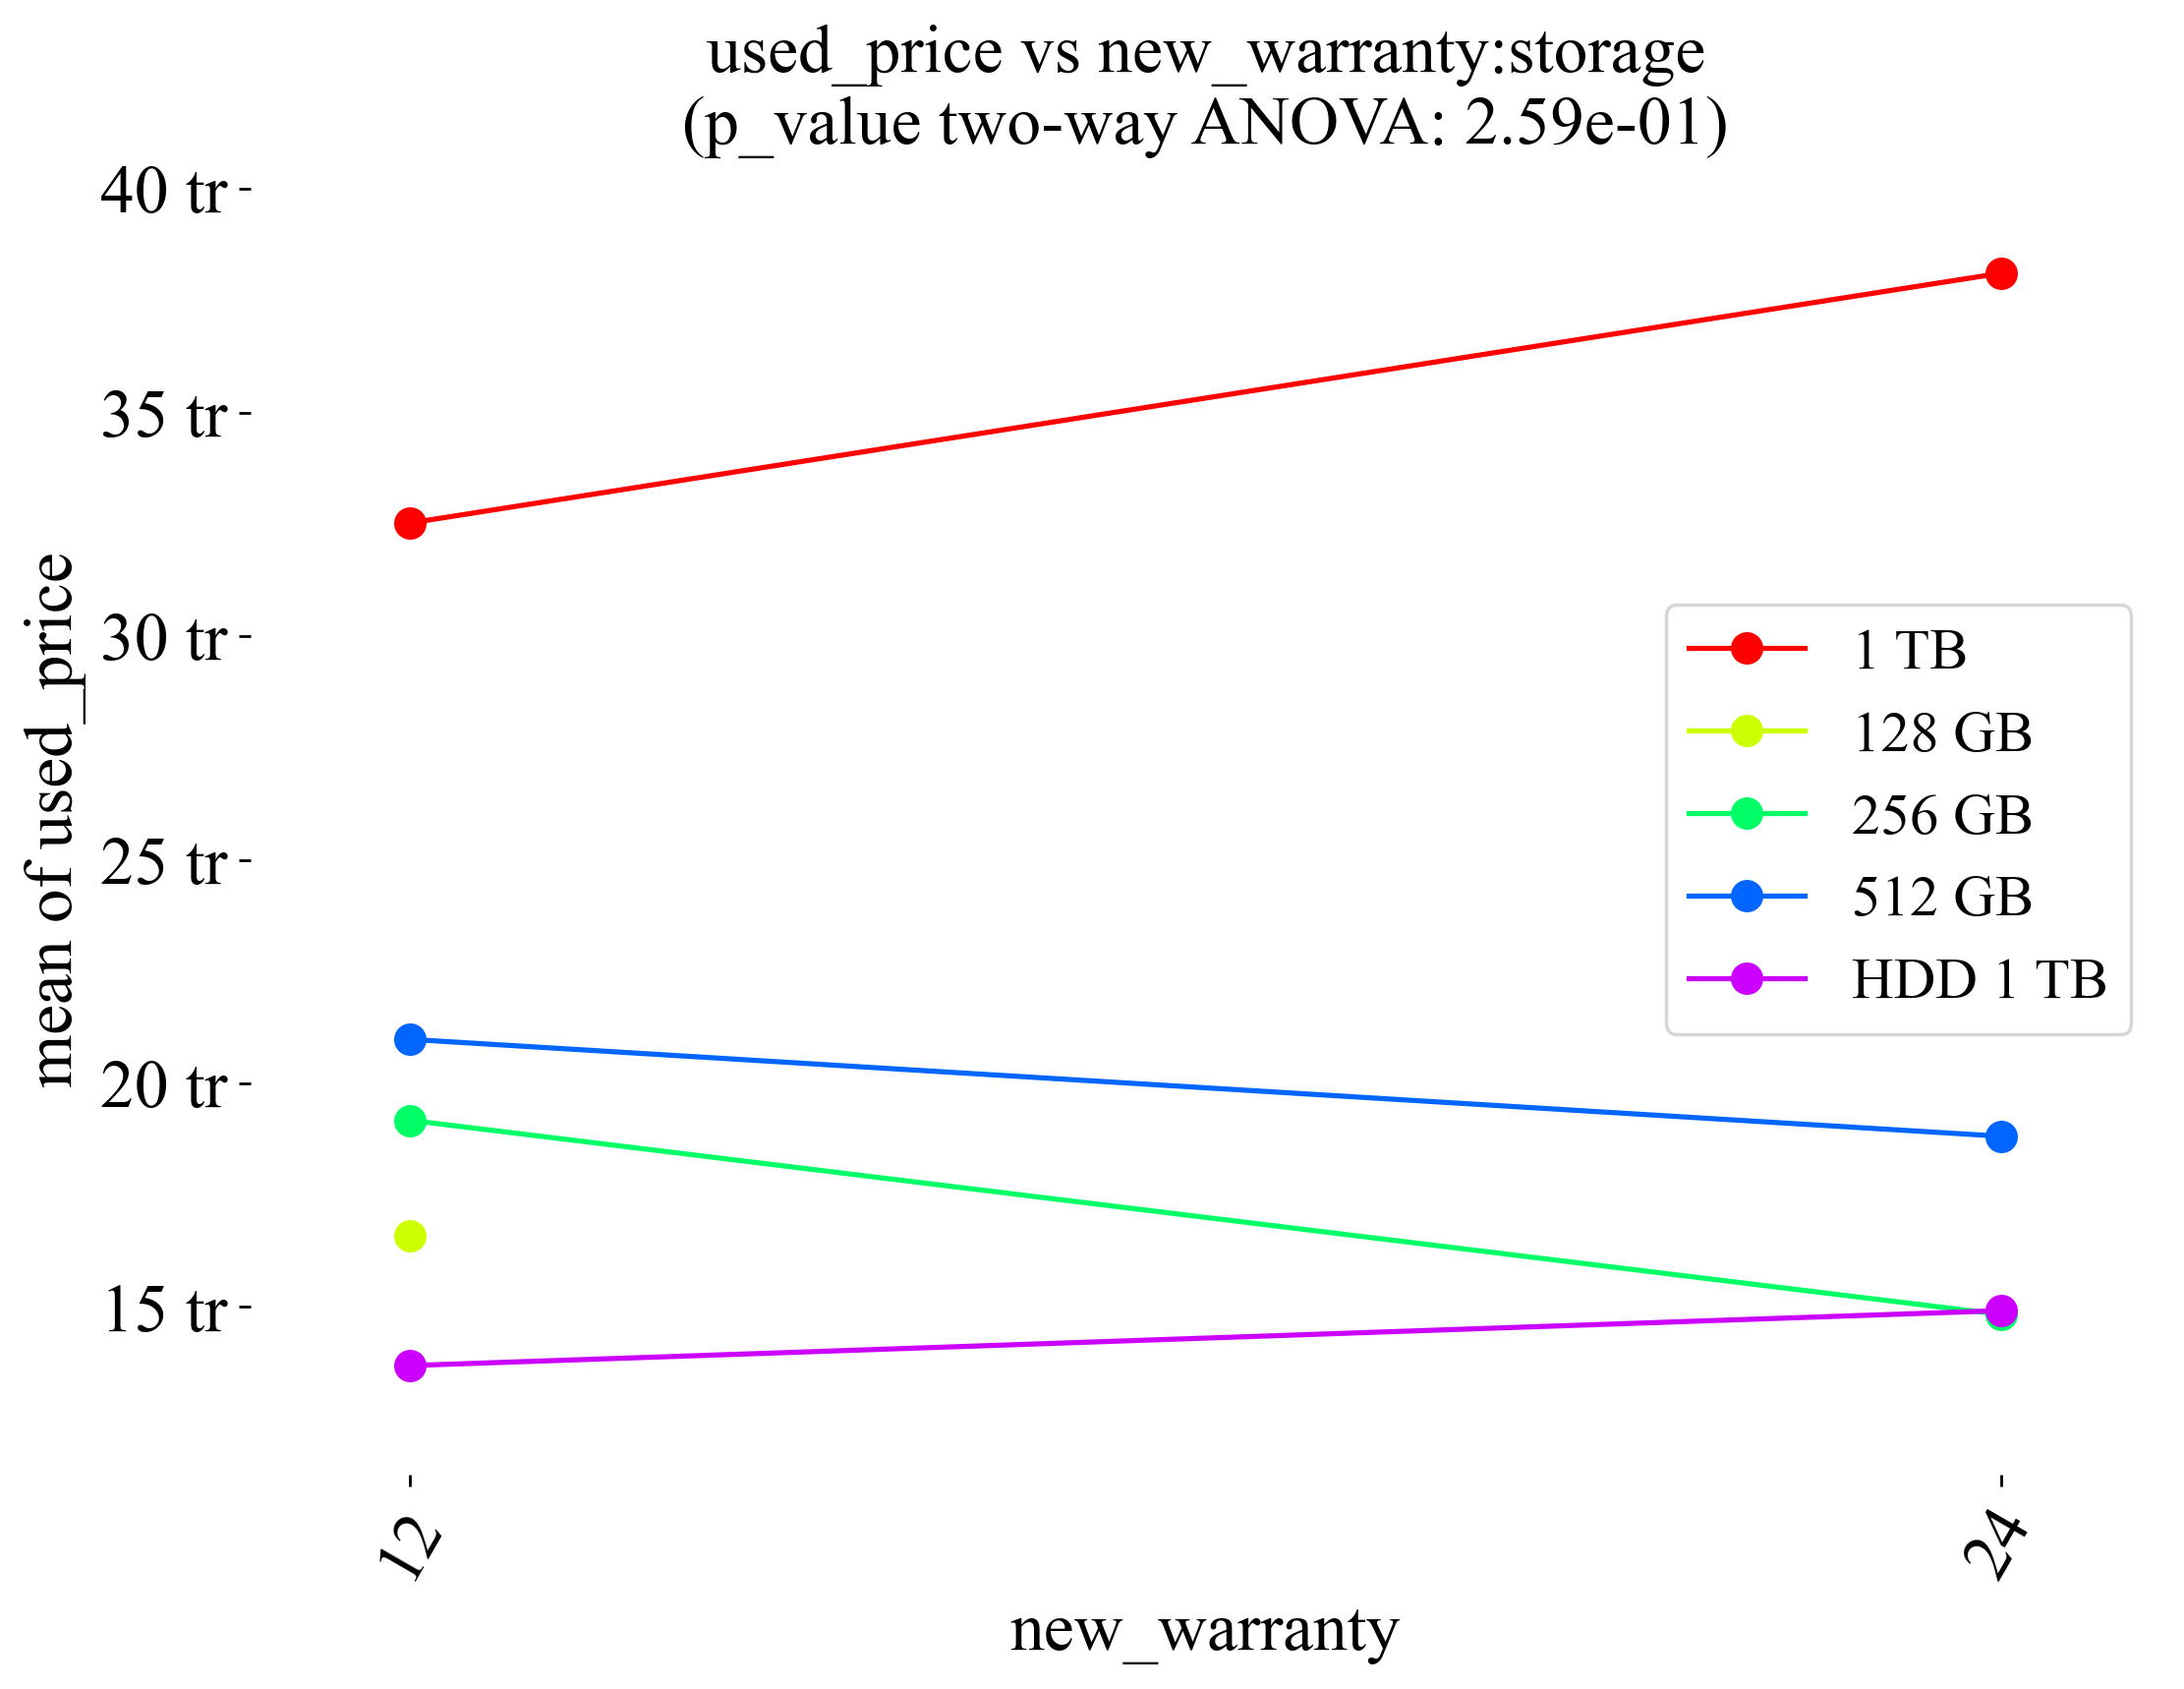 used_price vs new_warranty:storage
(p_value two-way ANOVA: 2.59e-01)
40 tr
35 tr
30 tr
25 tr
20 tr
15 tr
mean of used_price
1 TB
128 GB
256 GB
512 GB
HDD 1 TB
12
24
new_warranty